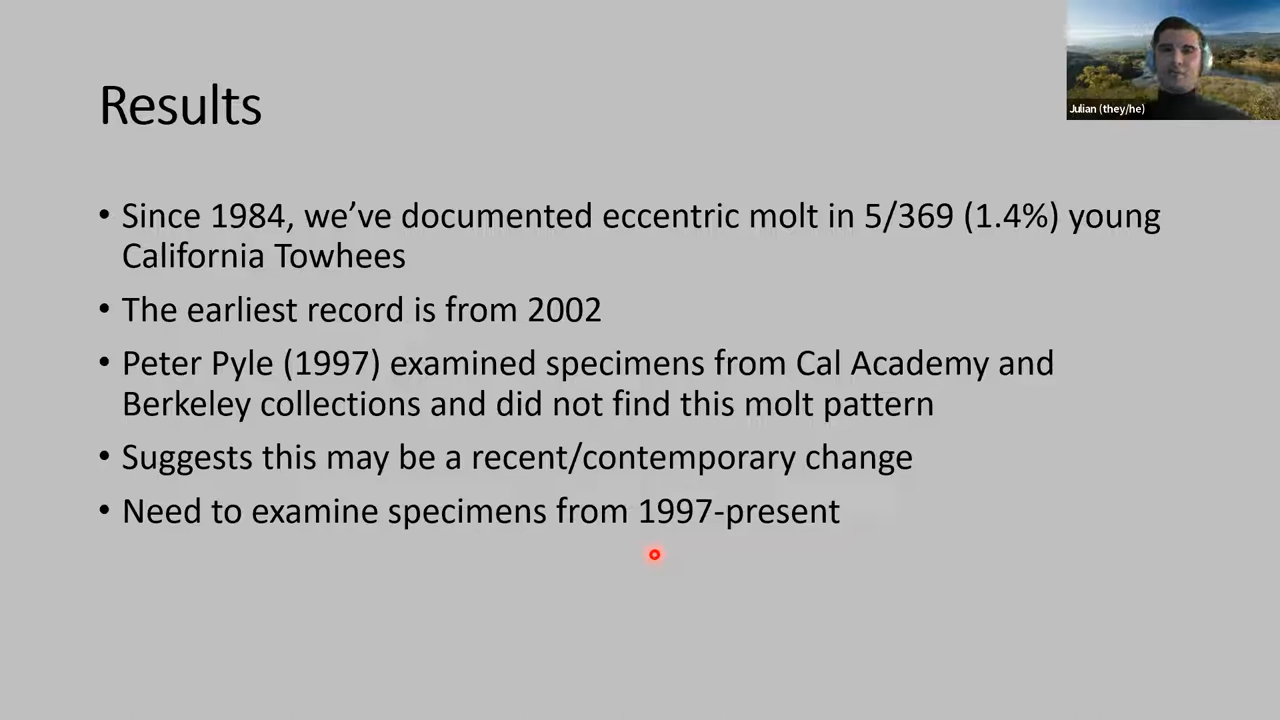 Julian (they/he)
Results
• Since 1984, we’ve documented eccentric molt in 5/369 (1.4%) young
California Towhees
• The earliest record is from 2002
• Peter Pyle (1997) examined specimens from Cal Academy and
Berkeley collections and did not find this molt pattern
• Suggests this may be a recent/contemporary change
• Need to examine specimens from 1997-present